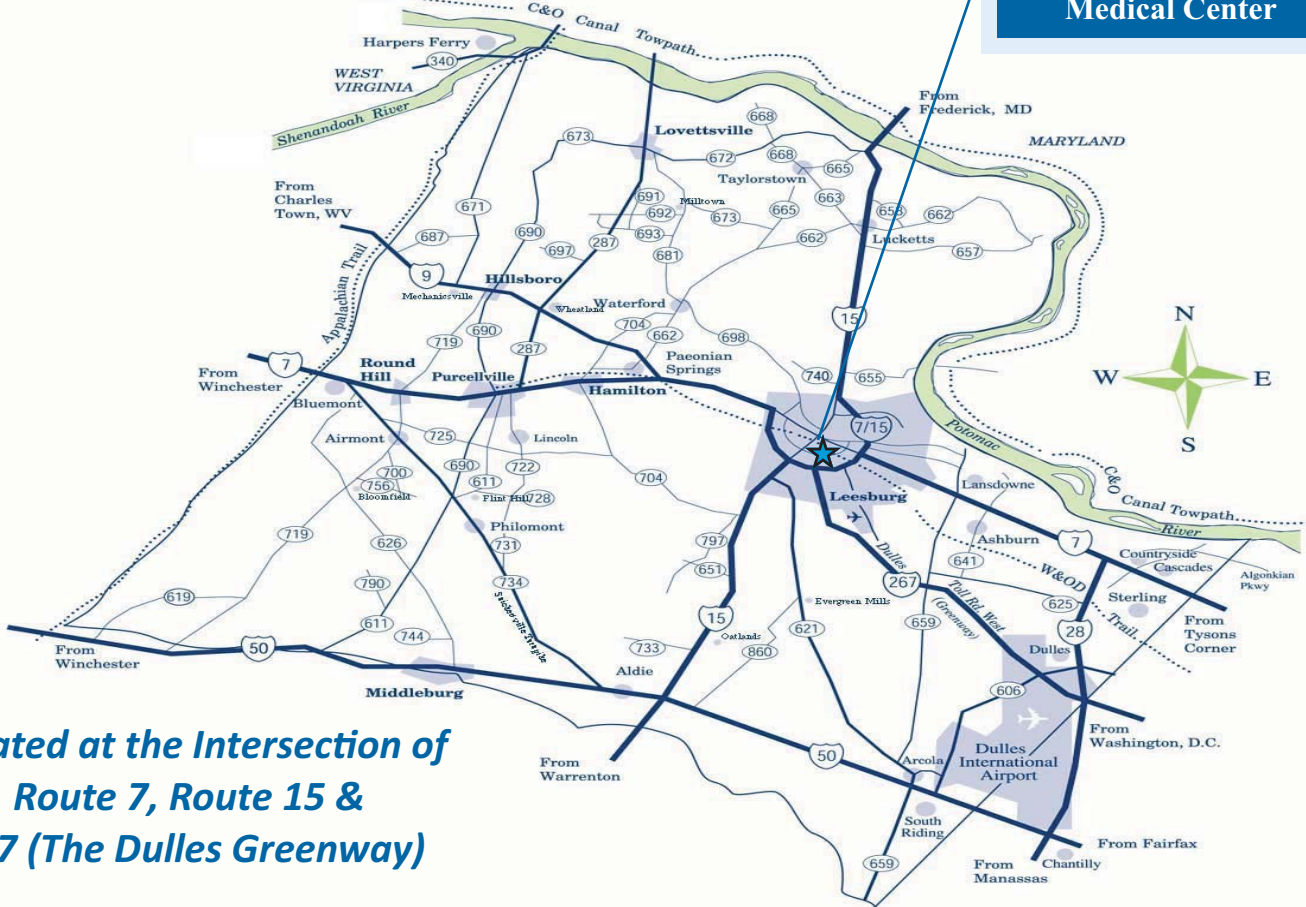 Medical Center
C&O Canal Towpath
Harpers Ferry
340
WEST
VIRGINIA
Shenandoah River
From
Frederick, MD
MARYLAND
668
Lovettsville
673
672
668
665
Taylorstown
From
Charles
Town, WV
671
691
Milltown
692
673
665
663
658
662
Lucketts
687
690
697
287
693
681
662
657
Appalachian Trail
9
Hillsboro
Mechanicsville
Wheatland
Waterford
15
N
W
E
S
719
690
287
704
662
698
7
From
Winchester
Round
Hill
Purcellville
Paeonian
Springs
Hamilton
740
655
Bluemont
7/15
Potomac
Airmont
725
Lincoln
690
722
704
700
756
Bloomfield
611
Flint Hill
728
Leesburg
Lansdowne
C&O
Canal Towpath
River
719
626
Philomont
731
797
Dulles
Ashburn
7
Countryside
Cascades
Algonkian
Pkwy
651
267
641
W&OD
Trail
790
734
Evergreen Mills
Toll Rd. West
(Greenway)
625
Sterling
619
611
744
15
621
659
28
From
Tysons
Corner
From
Winchester
50
733
Oatlands
860
Dulles
Middleburg
Aldie
606
From
Washington, D.C.
ated at the Intersection of
Route 7, Route 15 &
7 (The Dulles Greenway)
From
Warrenton
50
Arcola
Dulles
International
Airport
South
Riding
From Fairfax
659
From
Manassas
Chantilly